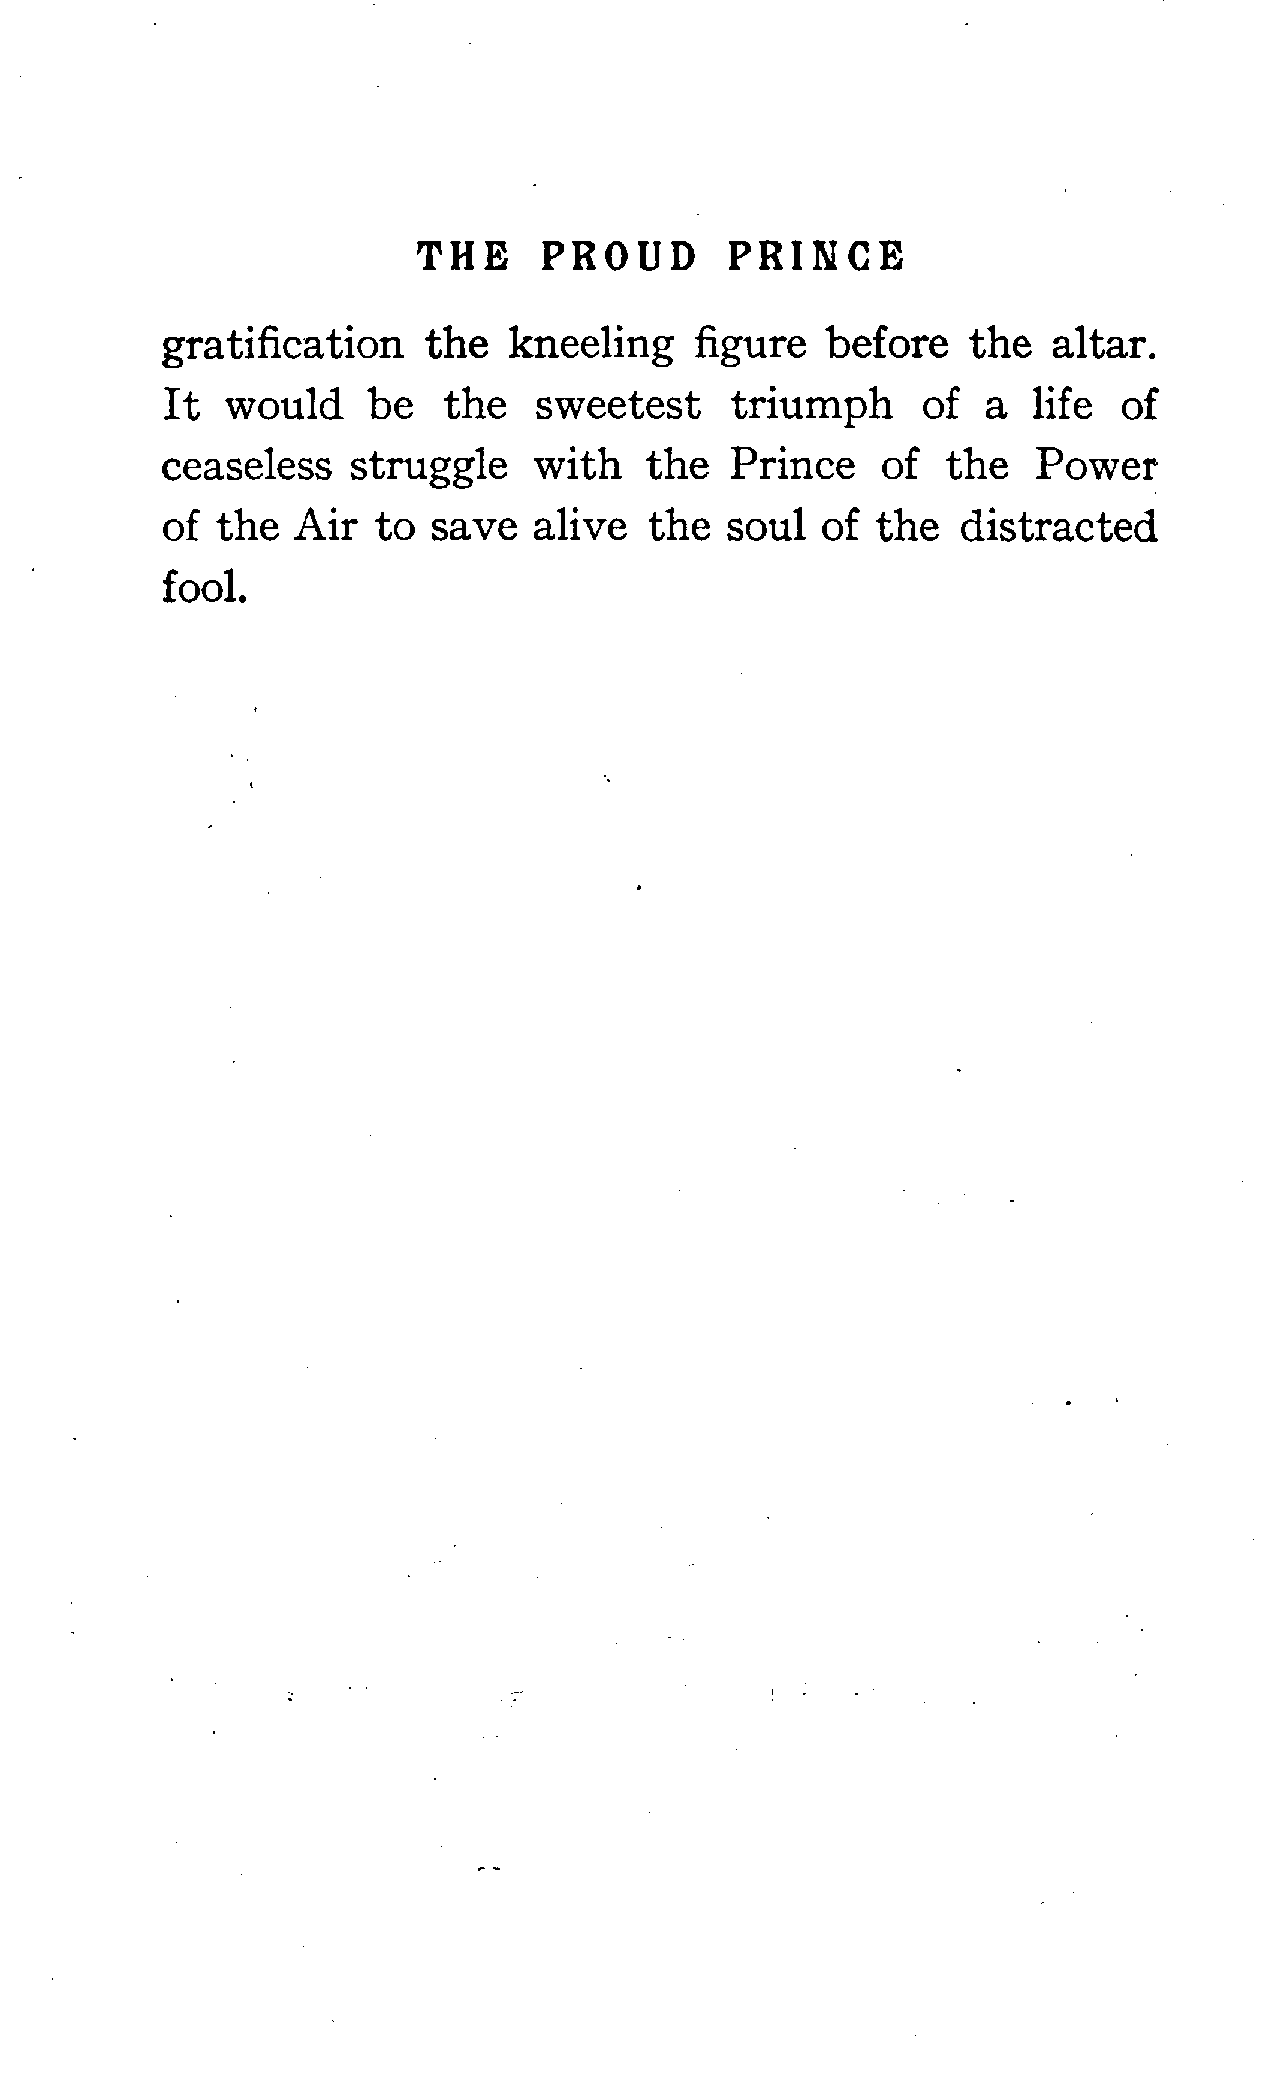 THE PROUD PRINCE
gratification the kneeling figure before the altar.
It would be the sweetest triumph of a life of
ceaseless struggle with the Prince of the Power
of the Air to save alive the soul of the distracted
fool.